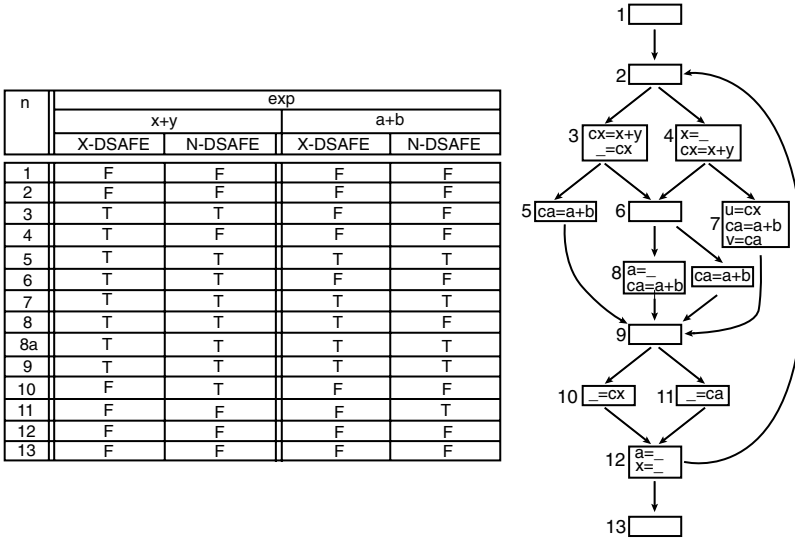 n exp
x+y a+b
X-DSAFE N-DSAFE X-DSAFE N-DSAFE
1 F F F F
2 F F F F
3 T T F F
4 T F F F
5 T T T T
6 T T F F
7 T T T T
8 T T T F
8a T T T T
9 T T T T
10 F T F F
11 F F F T
12 F F F F
13 F F F F
1
2
3 cx=x+y
_=cx
4 x=_
cx=x+y
5 ca=a+b
6
7 u=cx
ca=a+b
v=ca
8 a=_
ca=a+b
ca=a+b
9
10 _=cx
11 _=ca
12 a=_
x=_
13